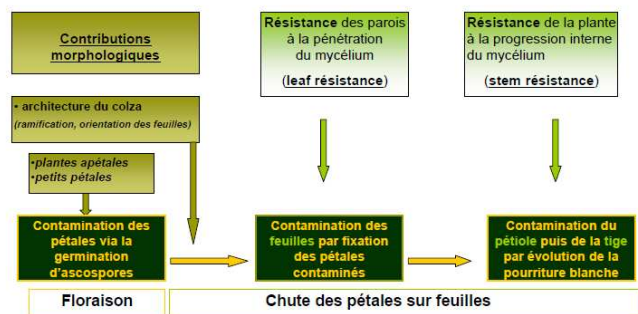 Contributions
morphologiques
Résistance des parois
à la pénétration
du mycélium
(leaf résistance)
Résistance de la plante
à la progression interne
du mycélium
(stem résistance)
• architecture du colza
(ramification, orientation des feuilles)
•plantes apétales
•petits pétales
Contamination des
pétales via la
germination
d'ascospores
Contamination des
feuilles par fixation
des pétales
contaminés
Contamination du
pétiole puis de la tige
par évolution de la
pourriture blanche
Floraison
Chute des pétales sur feuilles